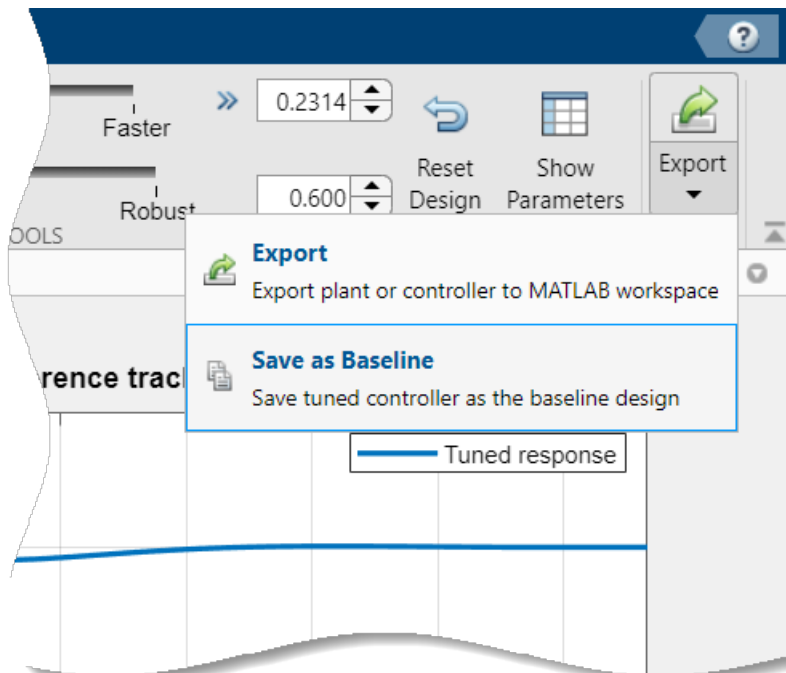 ?
Faster
0.2314
Reset
Design
Show
Parameters
Export
Robust
0.600
OOLS
Export
Export plant or controller to MATLAB workspace
Save as Baseline
Save tuned controller as the baseline design
rence trac
Tuned response